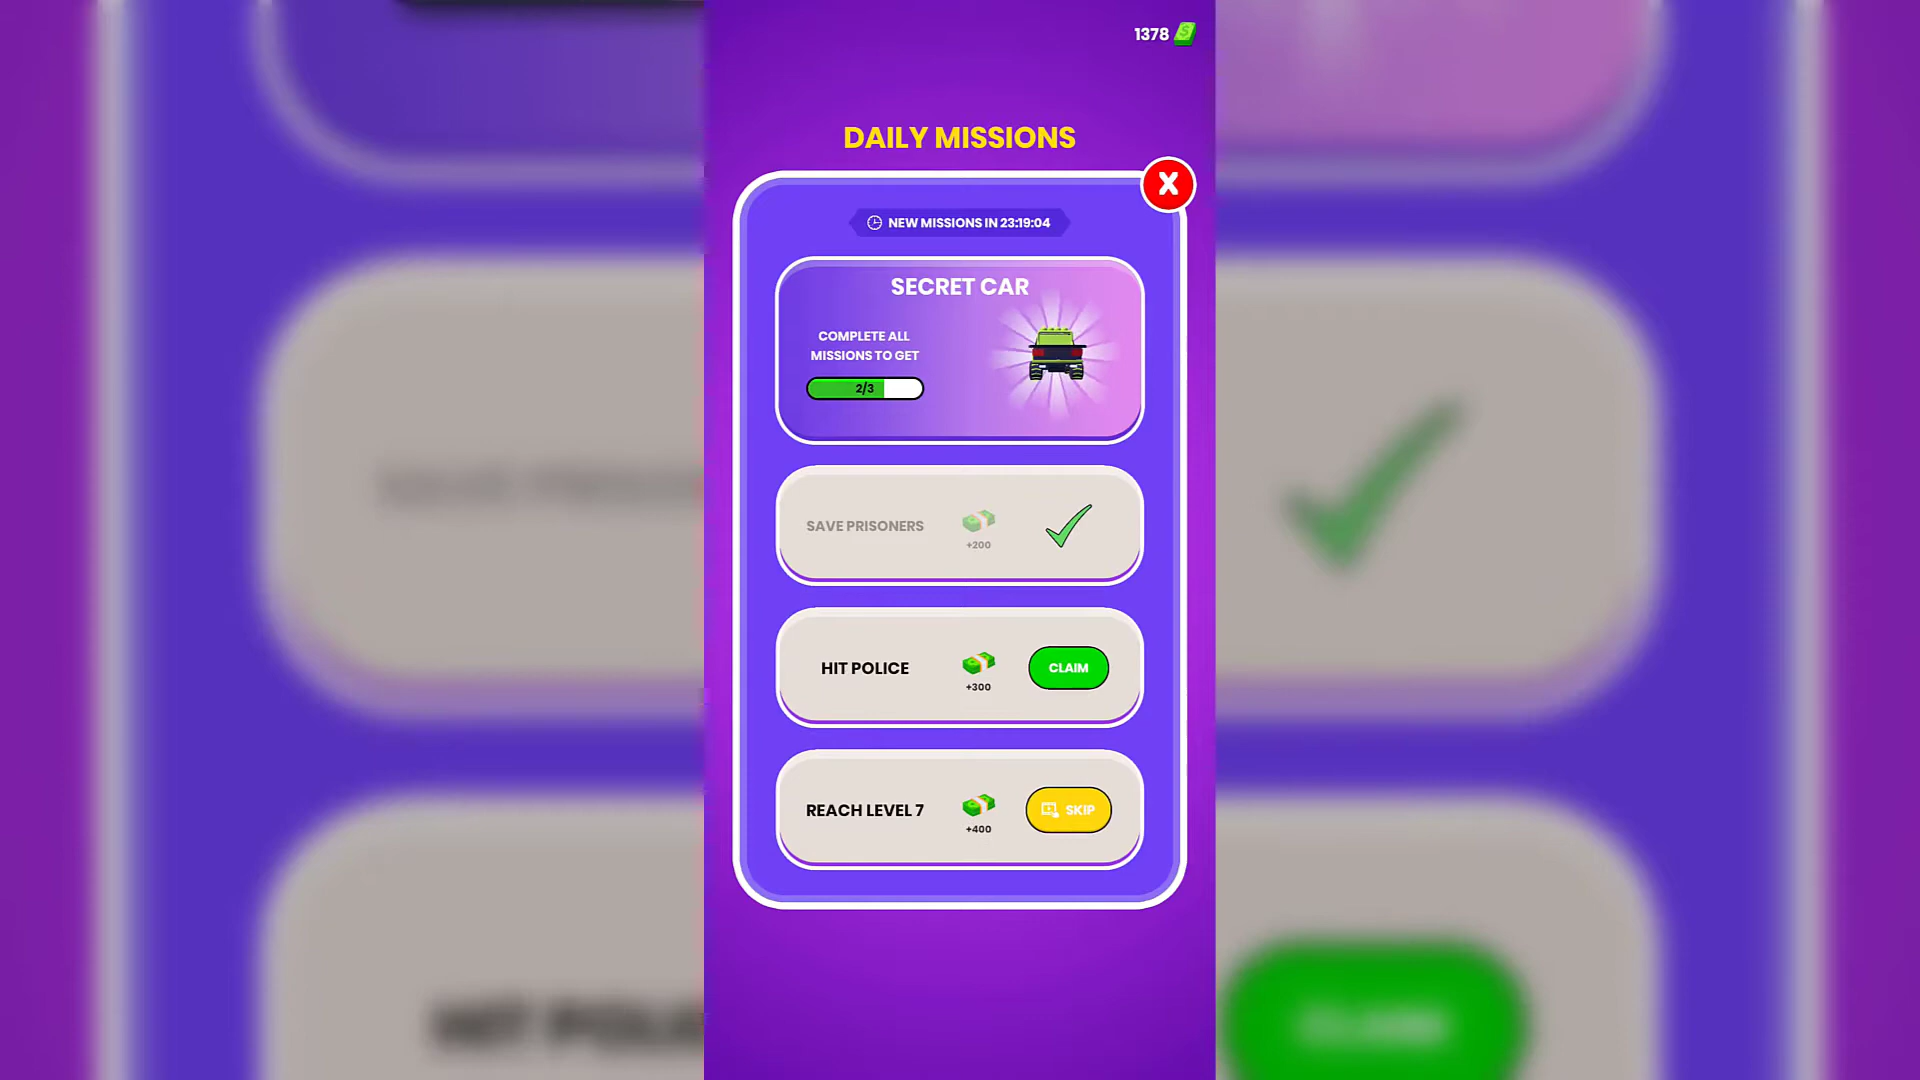 1378
DAILY MISSIONS
X
NEW MISSIONS IN 23:19:04
SECRET CAR
COMPLETE ALL
MISSIONS TO GET
2/3
SAVE PRISONERS
+200
HIT POLICE
+300
CLAIM
REACH LEVEL 7
+400
SKIP